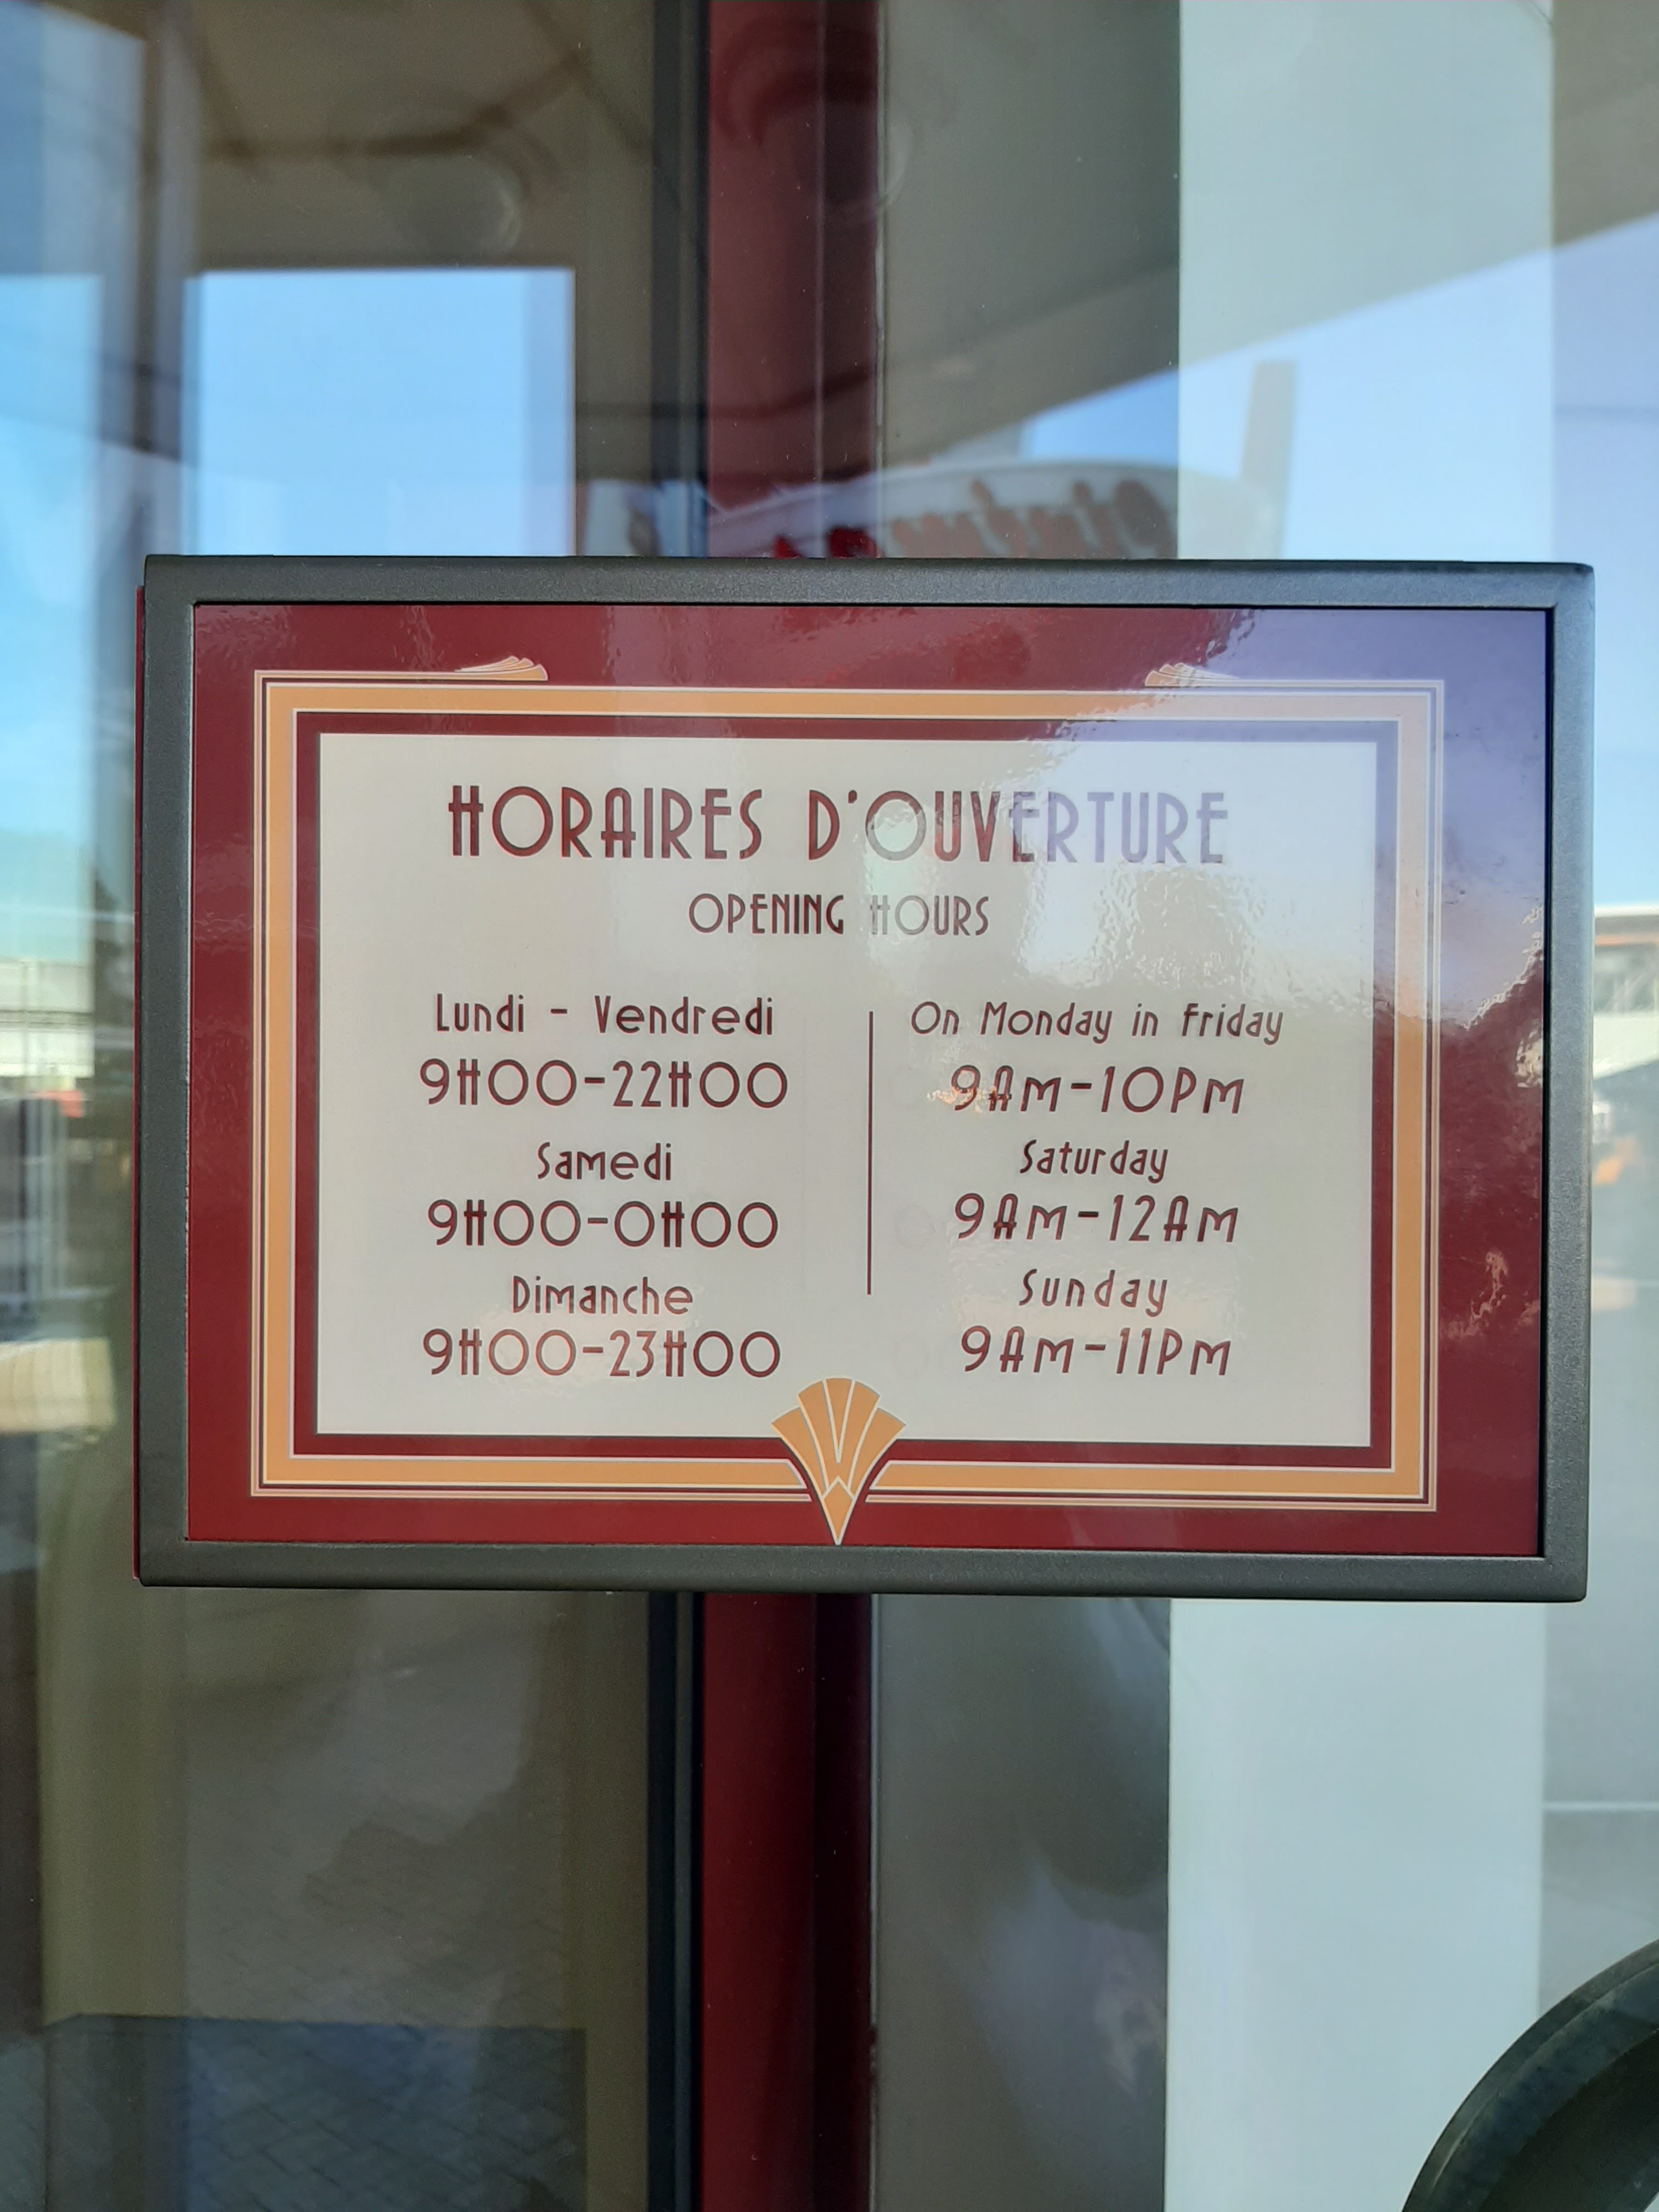 HORAIRES D'OUVERTURE
OPENING HOURS
Lundi - Vendredi
9H00-22H00
Samedi
9H00-0H00
Dimanche
9H00-23H00
On Monday in Friday
9AM-10PM
Saturday
9AM-12AM
Sunday
9AM-11PM